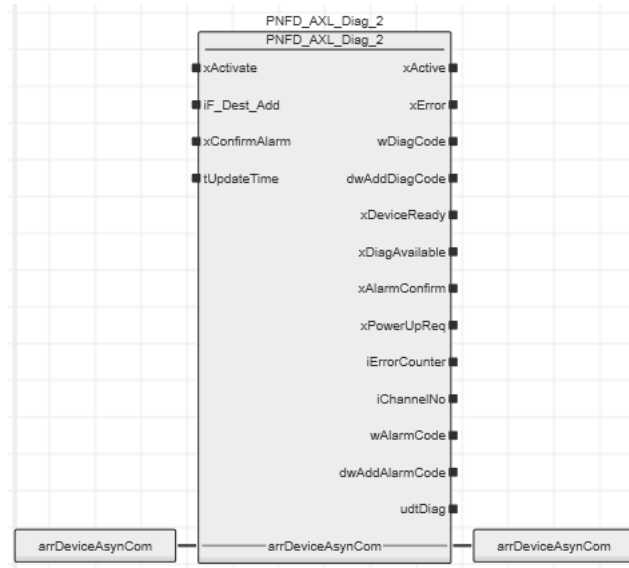 PNFD_AXL_Diag_2
PNFD_AXL_Diag_2
xActivate xActive
iF_Dest_Add xError
xConfirmAlarm wDiagCode
tUpdateTime dwAddDiagCode
xDeviceReady
xDiagAvailable
xAlarmConfirm
xPowerUpReq
iErrorCounter
iChannelNo
wAlarmCode
dwAddAlarmCode
udtDiag
arrDeviceAsynCom arrDeviceAsynCom arrDeviceAsynCom